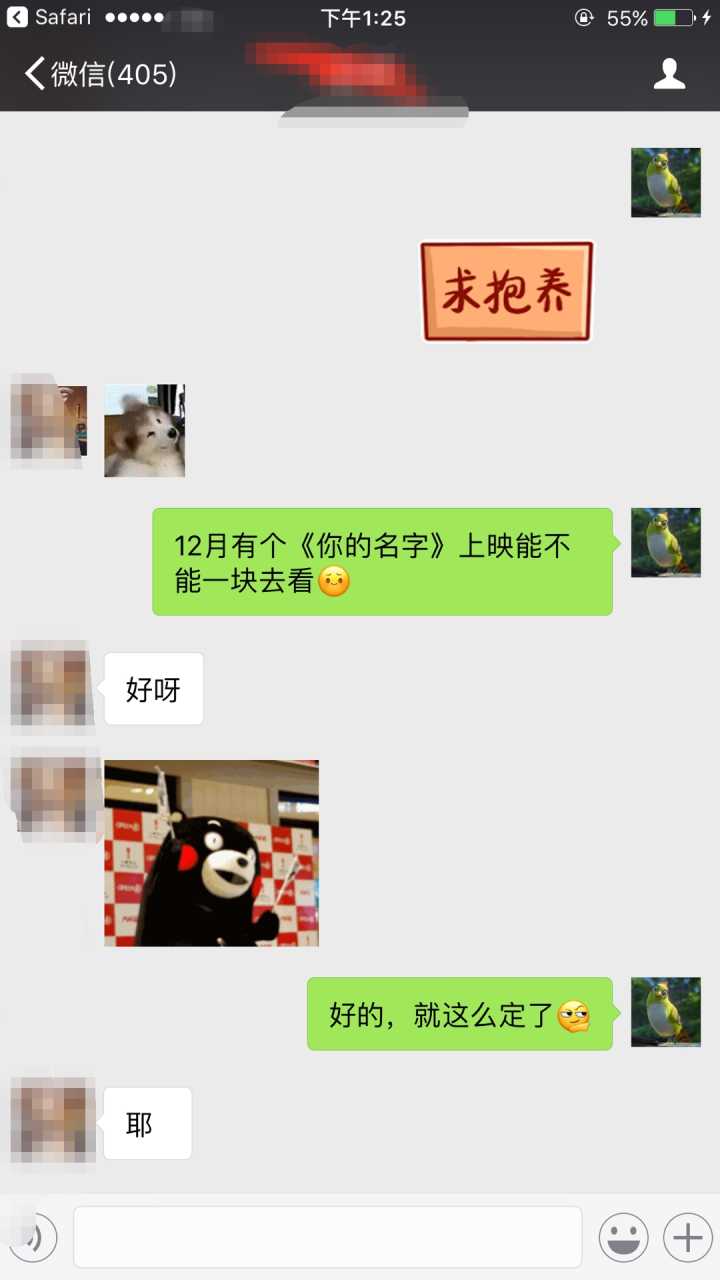 Safari
下午1:25
55%
微信(405)
求抱养
12月有个《你的名字》上映能不
能一块去看
好呀
好的，就这么定了
耶